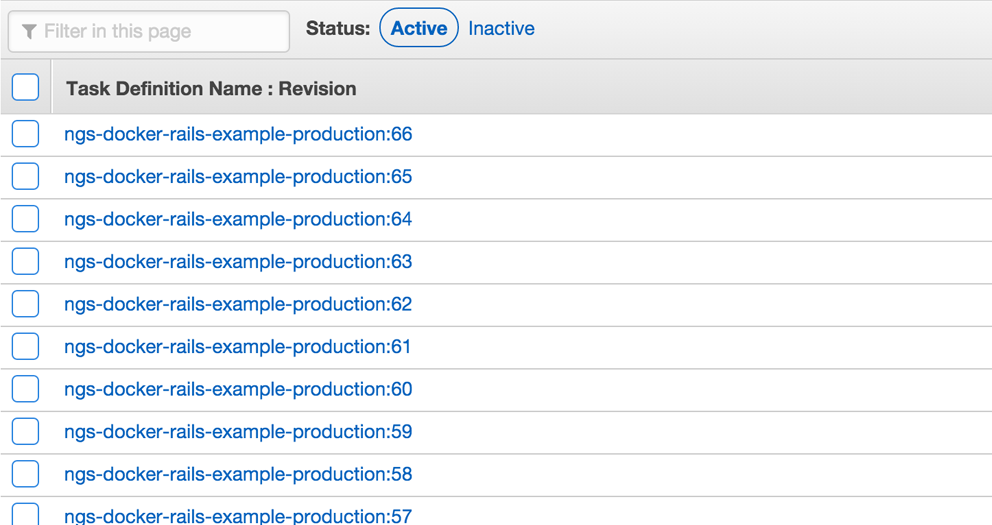 Filter in this page Status: Active Inactive
Task Definition Name : Revision
ngs-docker-rails-example-production:66
ngs-docker-rails-example-production:65
ngs-docker-rails-example-production:64
ngs-docker-rails-example-production:63
ngs-docker-rails-example-production:62
ngs-docker-rails-example-production:61
ngs-docker-rails-example-production:60
ngs-docker-rails-example-production:59
ngs-docker-rails-example-production:58
ngs-docker-rails-example-production:57